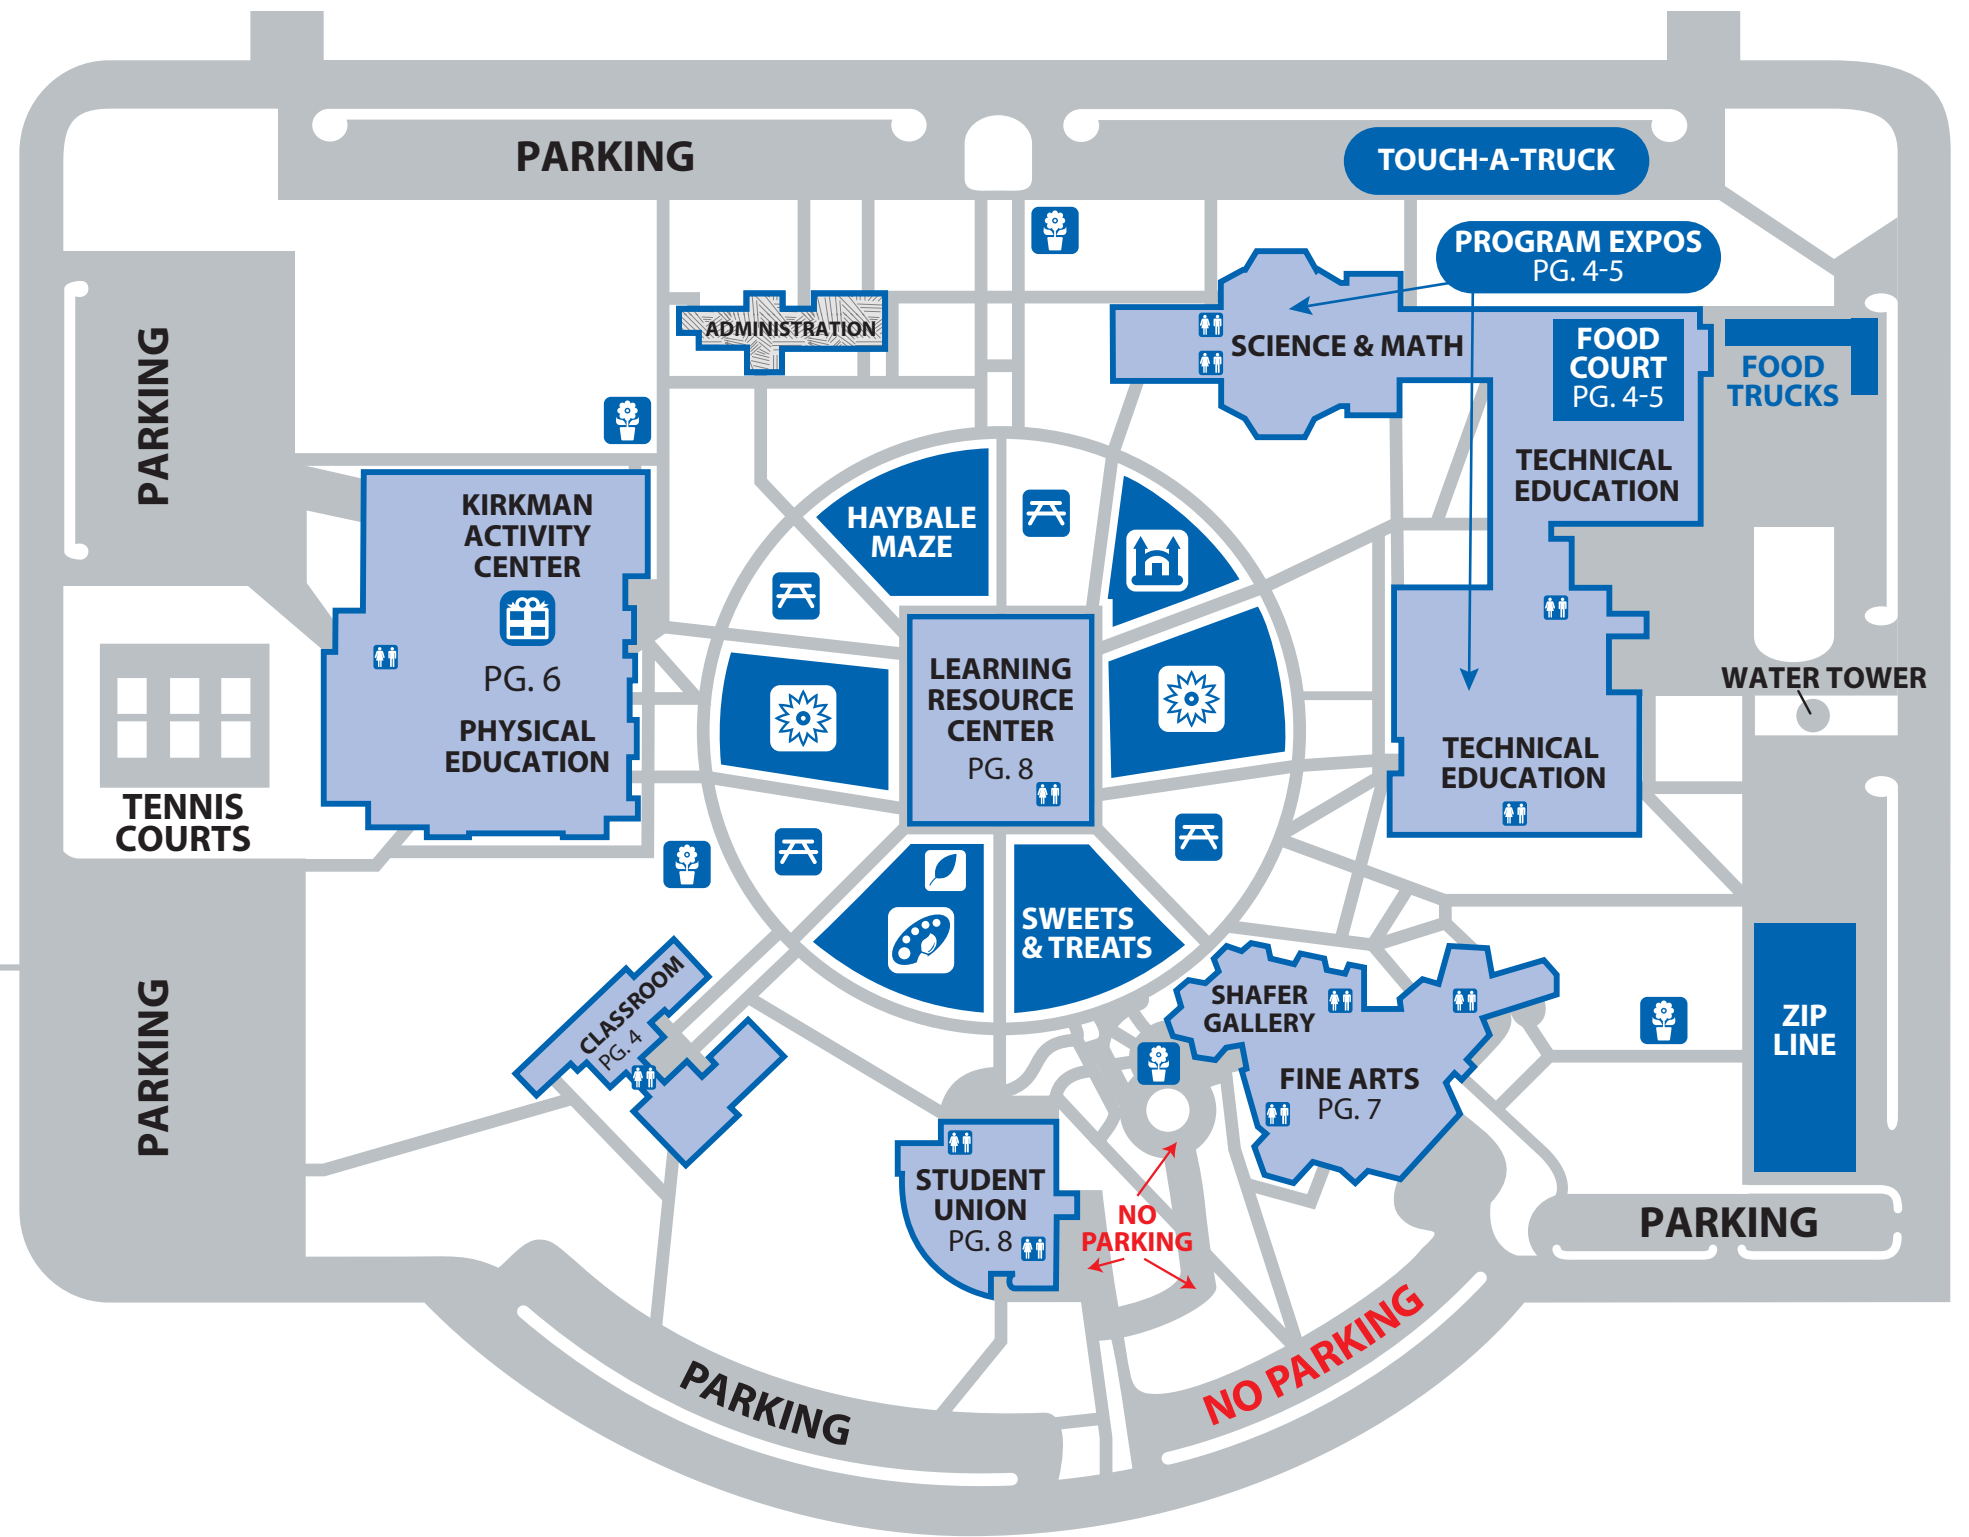 PARKING
TOUCH-A-TRUCK
PROGRAM EXPOS
PG. 4-5
ADMINISTRATION
SCIENCE & MATH
FOOD
COURT
PG. 4-5
FOOD
TRUCKS
PARKING
TECHNICAL
EDUCATION
KIRKMAN
ACTIVITY
CENTER
PG. 6
PHYSICAL
EDUCATION
HAYBALE
MAZE
LEARNING
RESOURCE
CENTER
PG. 8
WATER TOWER
TECHNICAL
EDUCATION
TENNIS
COURTS
SWEETS
& TREATS
CLASSROOM
PG. 4
SHAFER
GALLERY
FINE ARTS
PG. 7
ZIP
LINE
PARKING
STUDENT
UNION
PG. 8
NO
PARKING
PARKING
NO PARKING
PARKING